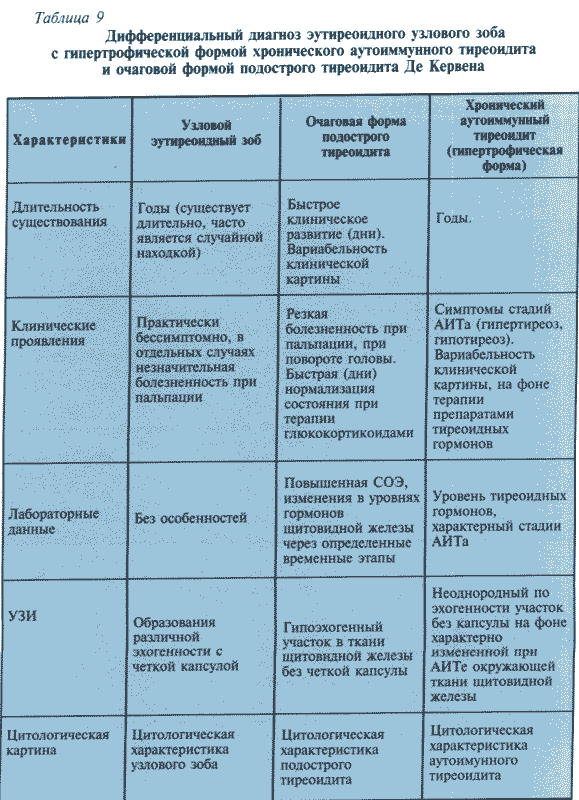 Таблица 9
Дифференциальный диагноз эутиреоидного узлового зоба
с гипертрофической формой хронического аутоиммунного тиреоидита
и очаговой формой подострого тиреоидита Де Кервена
Характеристики
Узловой
эутиреоидный зоб
Очаговая форма
подострого
тиреоидита
Хронический
аутоиммунный
тиреоидит
(гипертрофическая
форма)
Длительность
существования
Годы (существует
длительно, часто
является случайной
находкой)
Быстрое
клиническое
развитие (дни).
Вариабельность
клинической
картины
Годы.
Клинические
проявления
Практически
бессимптомно, в
отдельных случаях
незначительная
болезненность при
пальпации
Резкая
болезненность при
пальпации, при
повороте головы.
Быстрая (дни)
нормализация
состояния при
терапии
глюкокортикоидами
Симптомы стадий
АИТа (гипертиреоз,
гипотиреоз).
Вариабельность
клинической
картины, на фоне
терапии
препаратами
тиреоидных
гормонов
Лабораторные
данные
Без особенностей
Повышенная СОЭ,
изменения в уровнях
гормонов
щитовидной железы
через определенные
временные этапы
Уровень тиреоидных
гормонов,
характерный стадии
АИТа
УЗИ
Образования
различной
эхогенности с
четкой капсулой
Гипоэхогенный
участок в ткани
щитовидной железы
без четкой капсулы
Неоднородный по
эхогенности участок
без капсулы на фоне
характерно
измененной при
АИТе окружающей
ткани щитовидной
железы
Цитологическая
картина
Цитологическая
характеристика
узлового зоба
Цитологическая
характеристика
подострого
тиреоидита
Цитологическая
характеристика
аутоимунного
тиреоидита